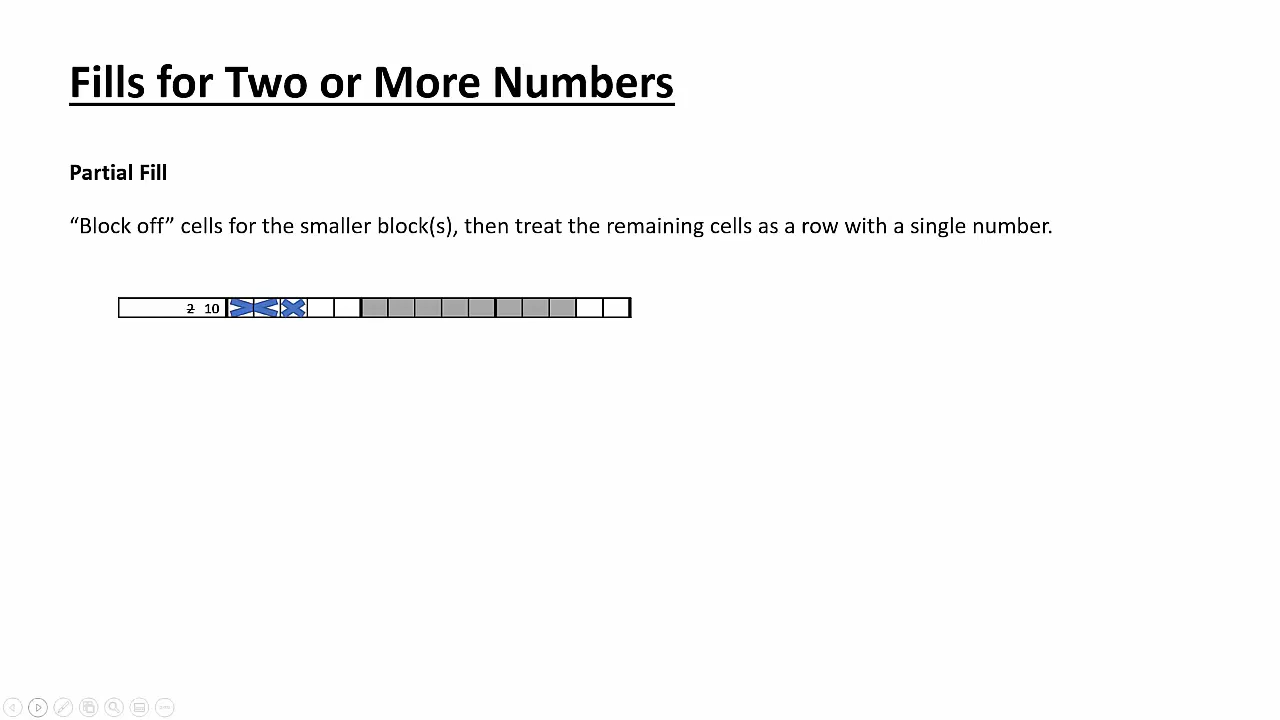 Fills for Two or More Numbers
Partial Fill
“Block off” cells for the smaller block(s), then treat the remaining cells as a row with a single number.
2 10